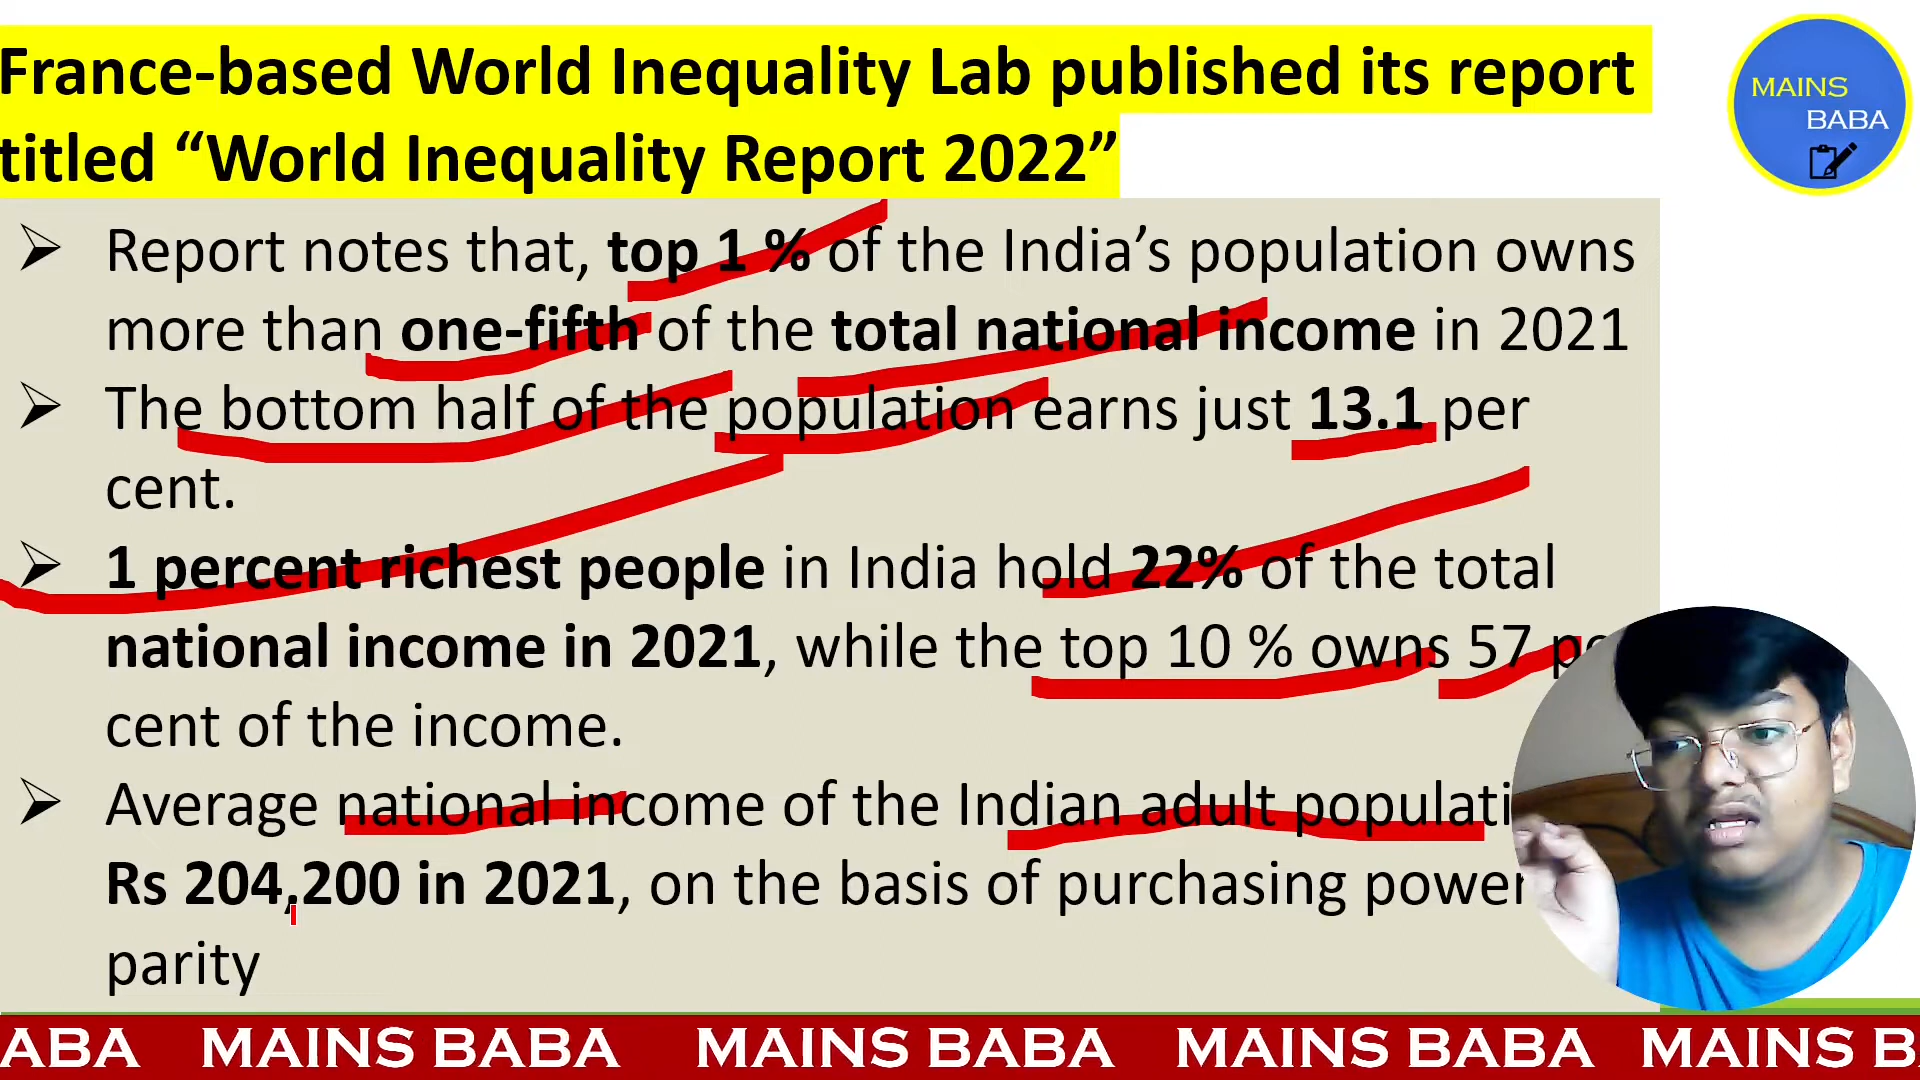 France-based World Inequality Lab published its report
titled “World Inequality Report 2022”
MAINS
BABA
➢ Report notes that, top 1 % of the India’s population owns
more than one-fifth of the total national income in 2021
➢ The bottom half of the population earns just 13.1 per
cent.
➢ 1 percent richest people in India hold 22% of the total
national income in 2021, while the top 10 % owns 57
cent of the income.
➢ Average national income of the Indian adult
Rs 204,200 in 2021, on the basis of purchasing power
parity
ABA MAINS BABA MAINS BABA MAINS BABA MAINS B